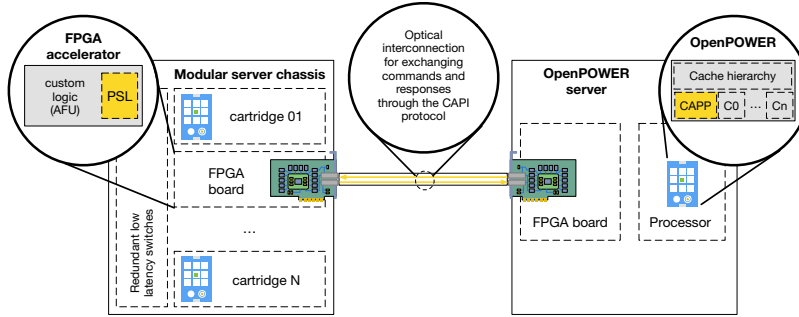 FPGA
accelerator
custom
logic
(AFU)
PSL
Modular server chassis
cartridge 01
FPGA
board
...
cartridge N
Redundant low
latency switches
Optical
interconnection
for exchanging
commands and
responses
through the CAPI
protocol
OpenPOWER
server
FPGA board
Processor
OpenPOWER
Cache hierarchy
CAPP
C0
...
Cn